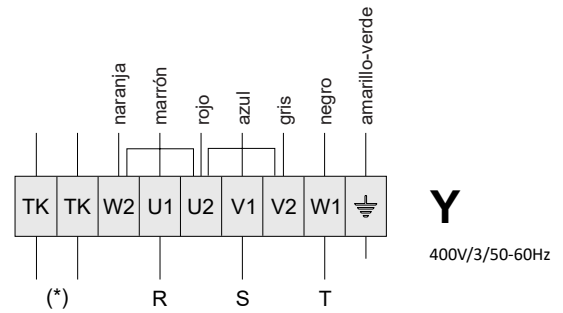 naranja
marrón
rojo
azul
gris
negro
amarillo-verde
TK TK W2 U1 U2 V1 V2 W1
(*) R S T
Y
400V/3/50-60Hz